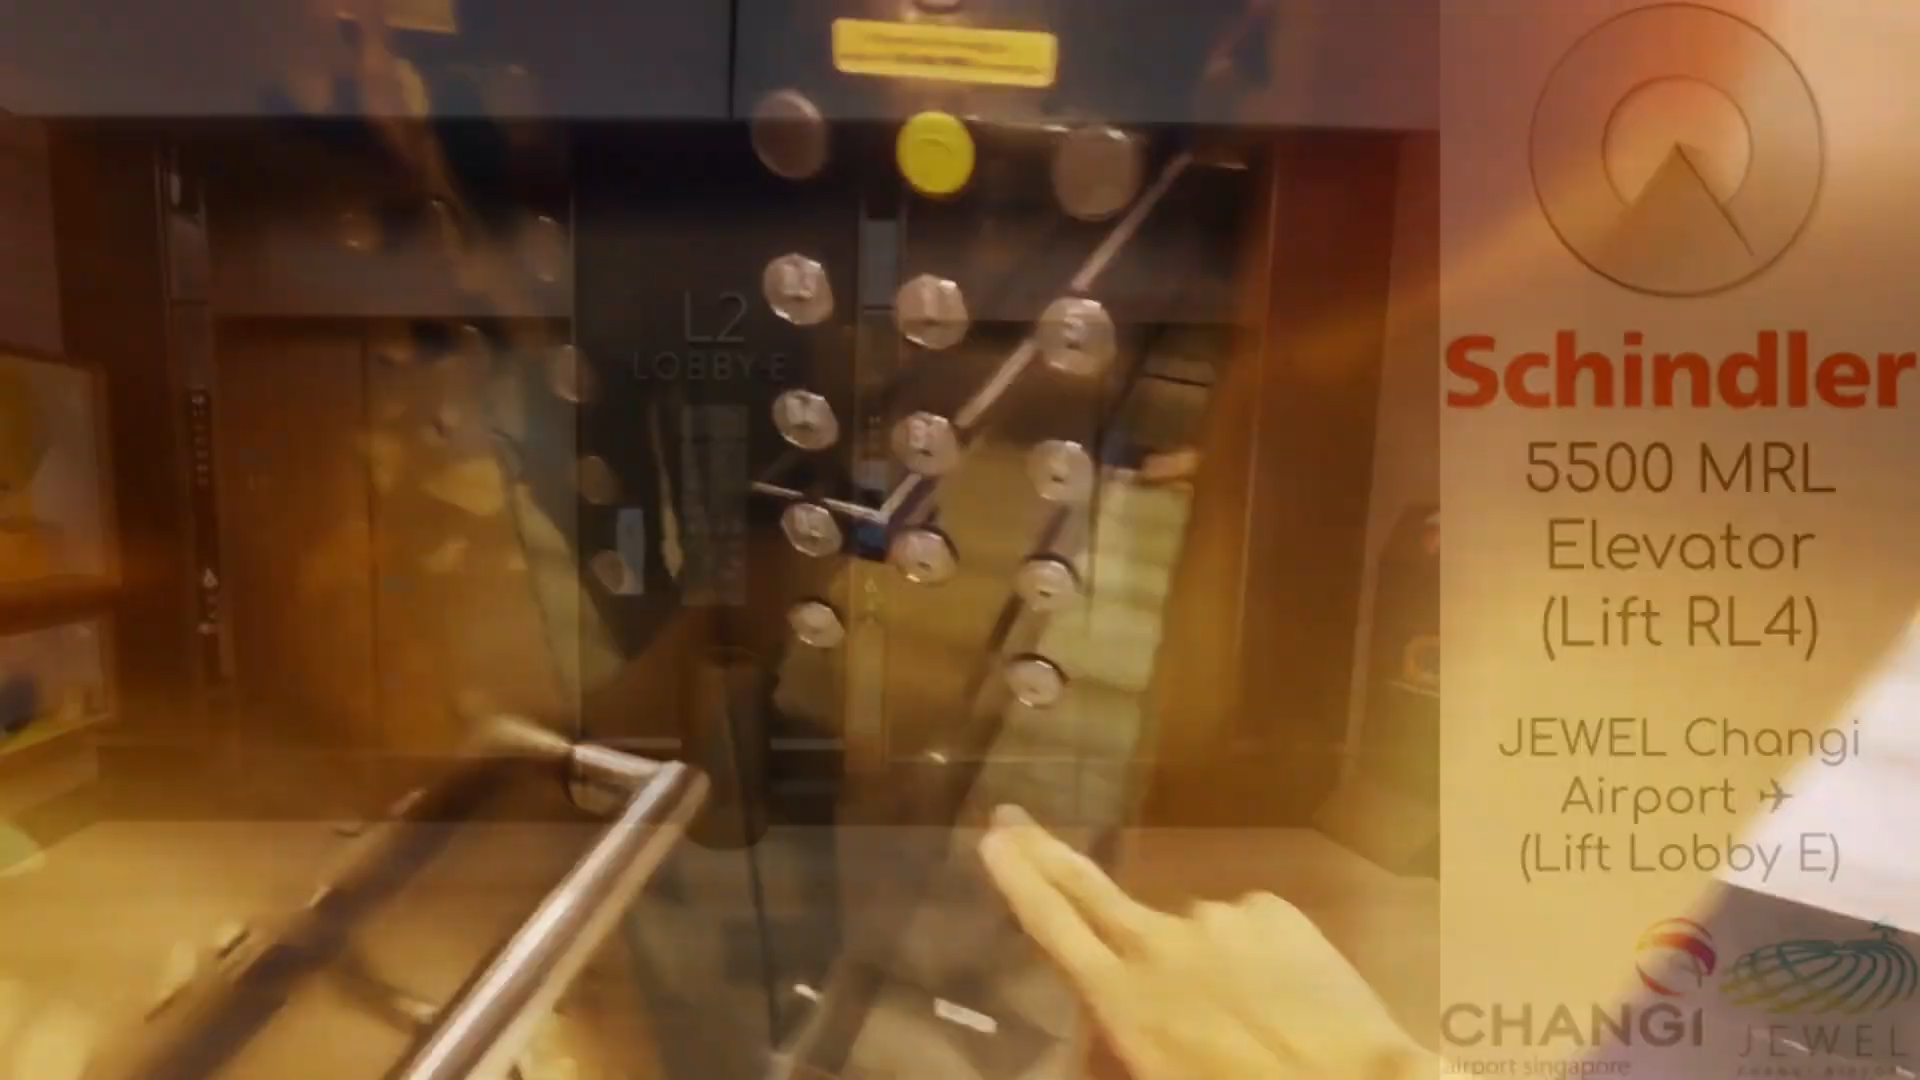 L2
LOBBY-E
Schindler
5500 MRL
Elevator
(Lift RL4)
JEWEL Changi
Airport ✈
(Lift Lobby E)
CHANGI
airport singapore
JEWEL